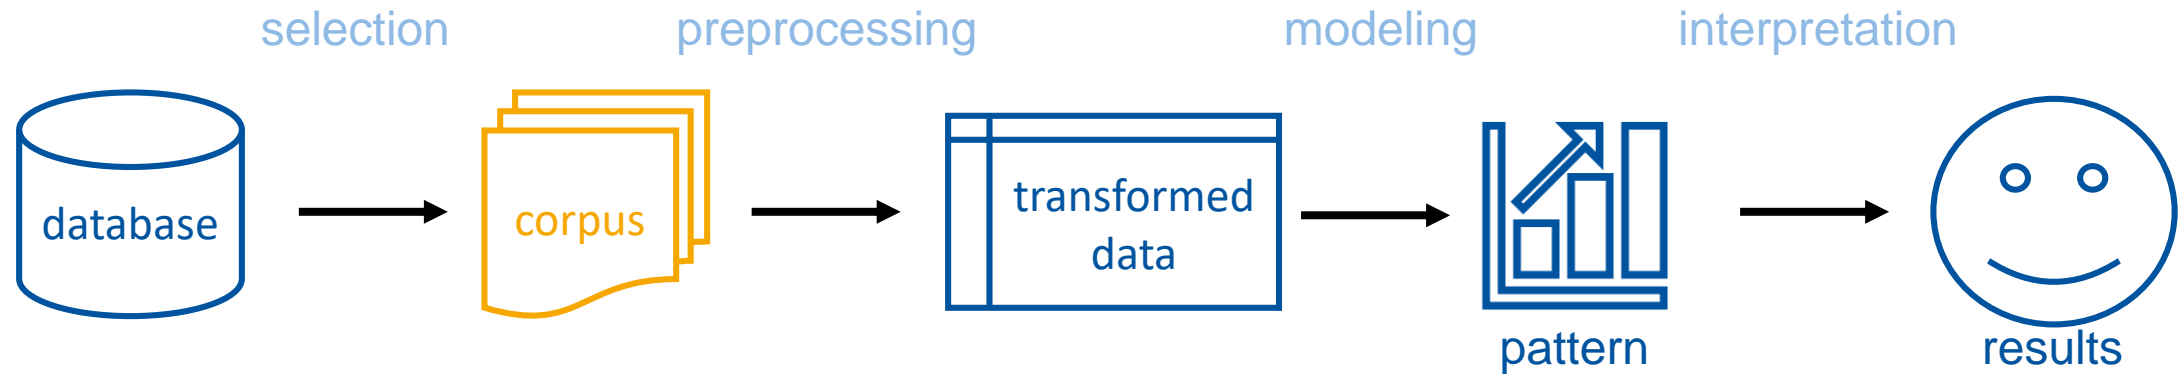 selection
preprocessing
modeling
interpretation
database
corpus
transformed
data
pattern
results